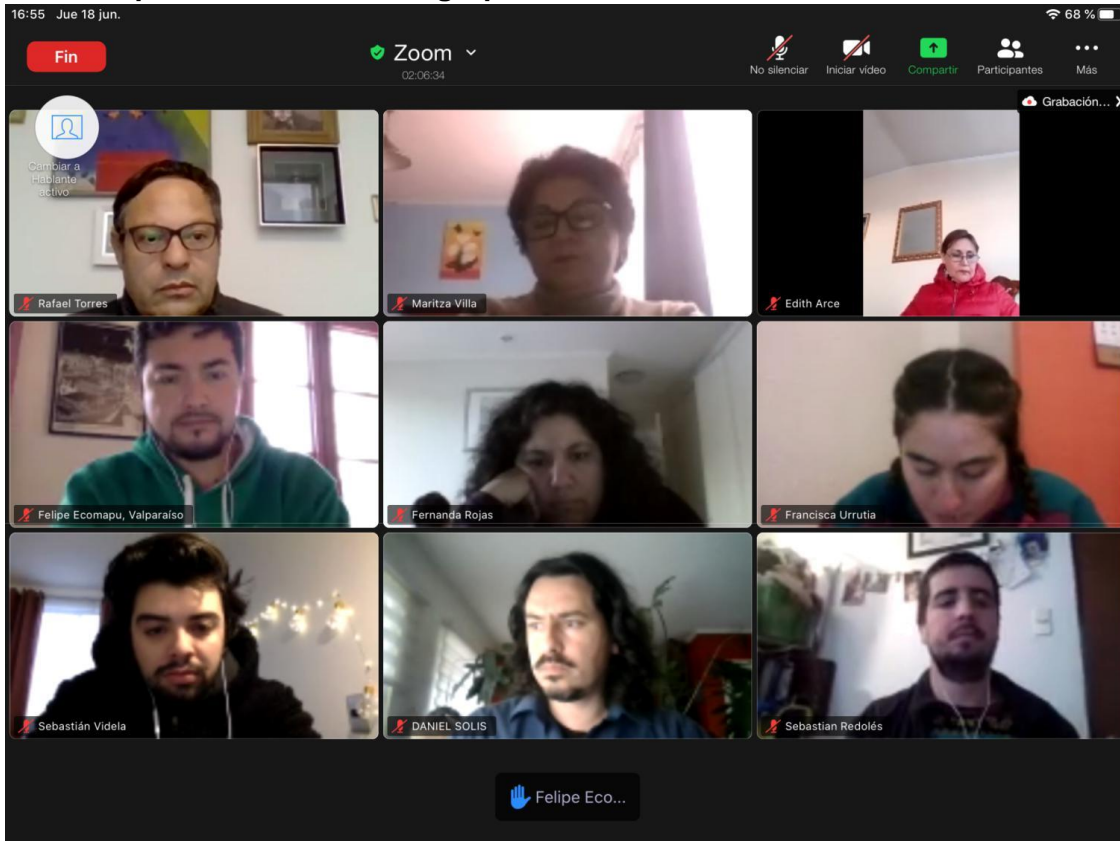 16:55 Jue 18 jun.
68 %
Fin
Zoom
02:06:34
No silenciar
Iniciar vídeo
Compartir
Participantes
Más
Grabación...
Cambiar a
Hablante
activo
Rafael Torres
Maritza Villa
Edith Arce
Felipe Ecomapu, Valparaíso
Fernanda Rojas
Francisca Urrutia
Sebastián Videla
DANIEL SOLIS
Sebastian Redolés
Felipe Eco...